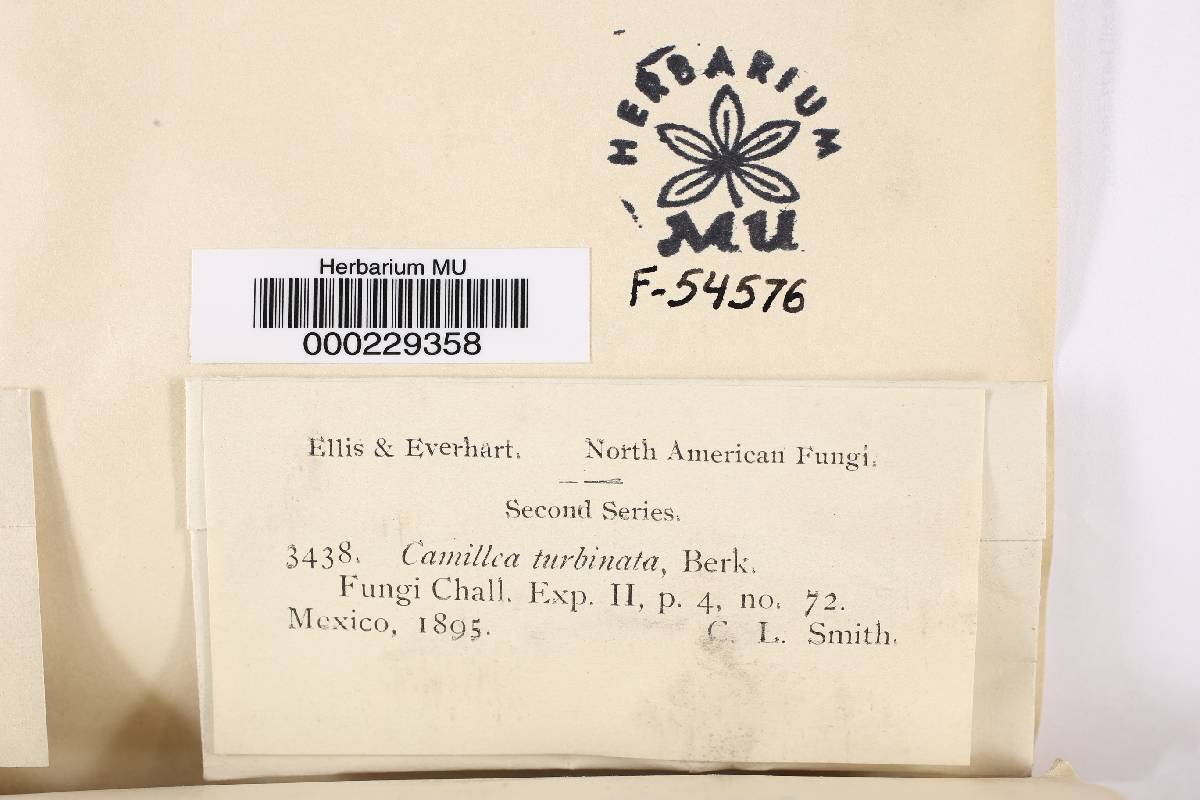 HERBARIUM
MU
F-54576
Herbarium MU
000229358
Ellis & Everhart. North American Fungi.
Second Series.
3438. Camillea turbinata, Berk.
Fungi Chall. Exp. II, p. 4, no. 72.
Mexico, 1895. C. L. Smith.